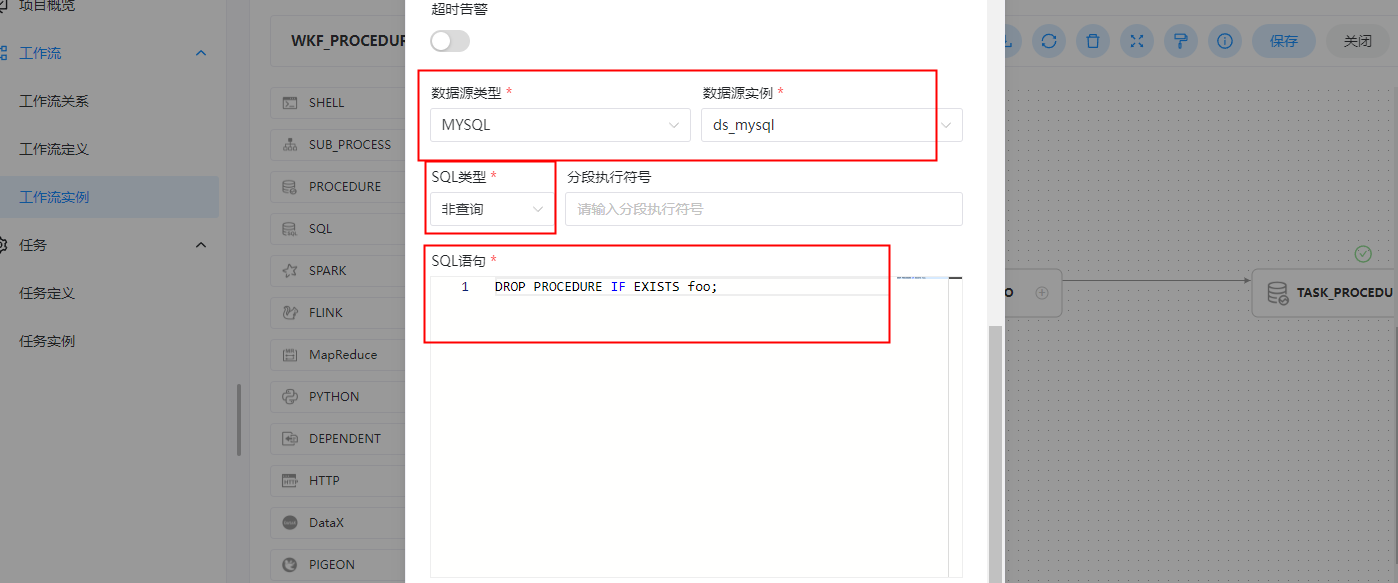 项目概览
工作流
工作流关系
工作流定义
工作流实例
任务
任务定义
任务实例
WKF_PROCEDUR
SHELL
SUB_PROCESS
PROCEDURE
SQL
SPARK
FLINK
MapReduce
PYTHON
DEPENDENT
HTTP
DataX
PIGEON
超时告警
数据源类型 * 数据源实例 *
MYSQL ds_mysql
SQL类型 * 分段执行符号
非查询 请输入分段执行符号
SQL语句 *
1 DROP PROCEDURE IF EXISTS foo;
保存 关闭
O TASK_PROCEDU